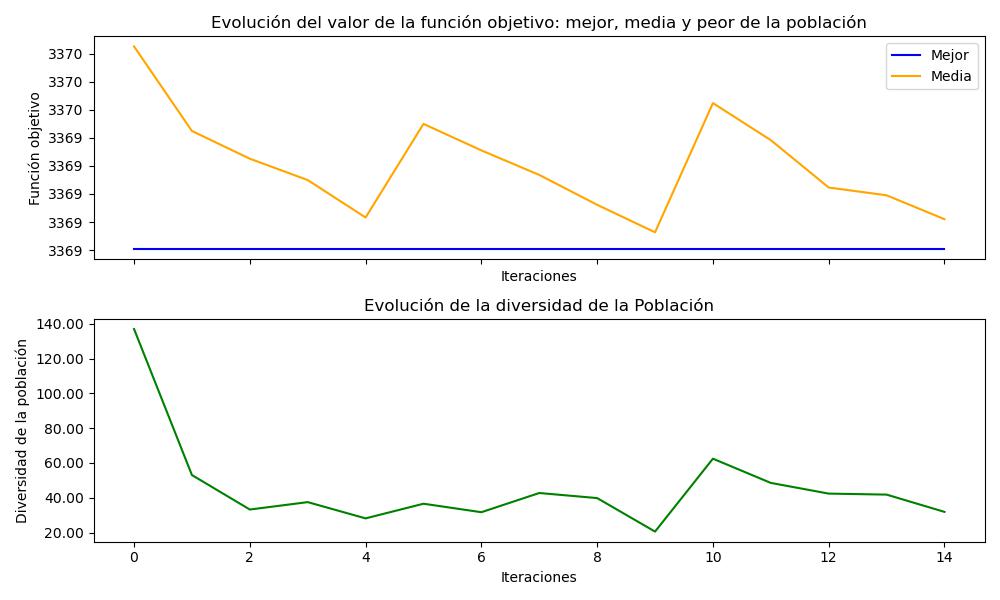 Evolución del valor de la función objetivo: mejor, media y peor de la población
3370
3370
3370
3369
3369
3369
3369
3369
Función objetivo
Mejor
Media
Iteraciones
Evolución de la diversidad de la Población
140.00
120.00
100.00
80.00
60.00
40.00
20.00
Diversidad de la población
0 2 4 6 8 10 12 14
Iteraciones